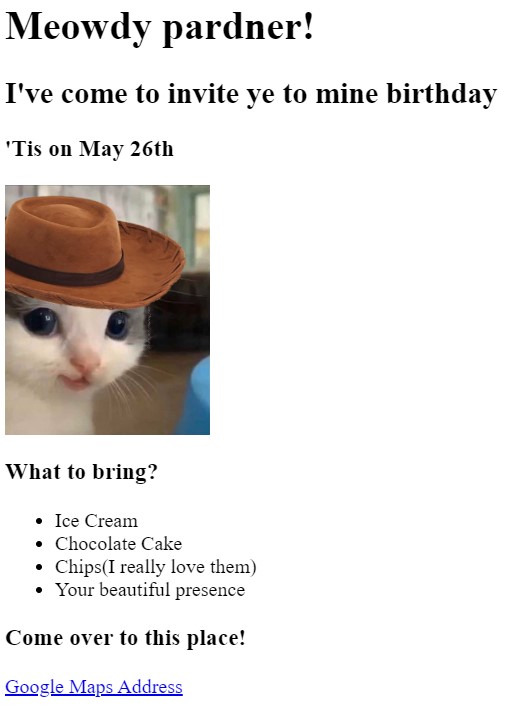 Meowdy pardner!
I've come to invite ye to mine birthday
'Tis on May 26th
What to bring?
Ice Cream
Chocolate Cake
Chips(I really love them)
Your beautiful presence
Come over to this place!
Google Maps Address